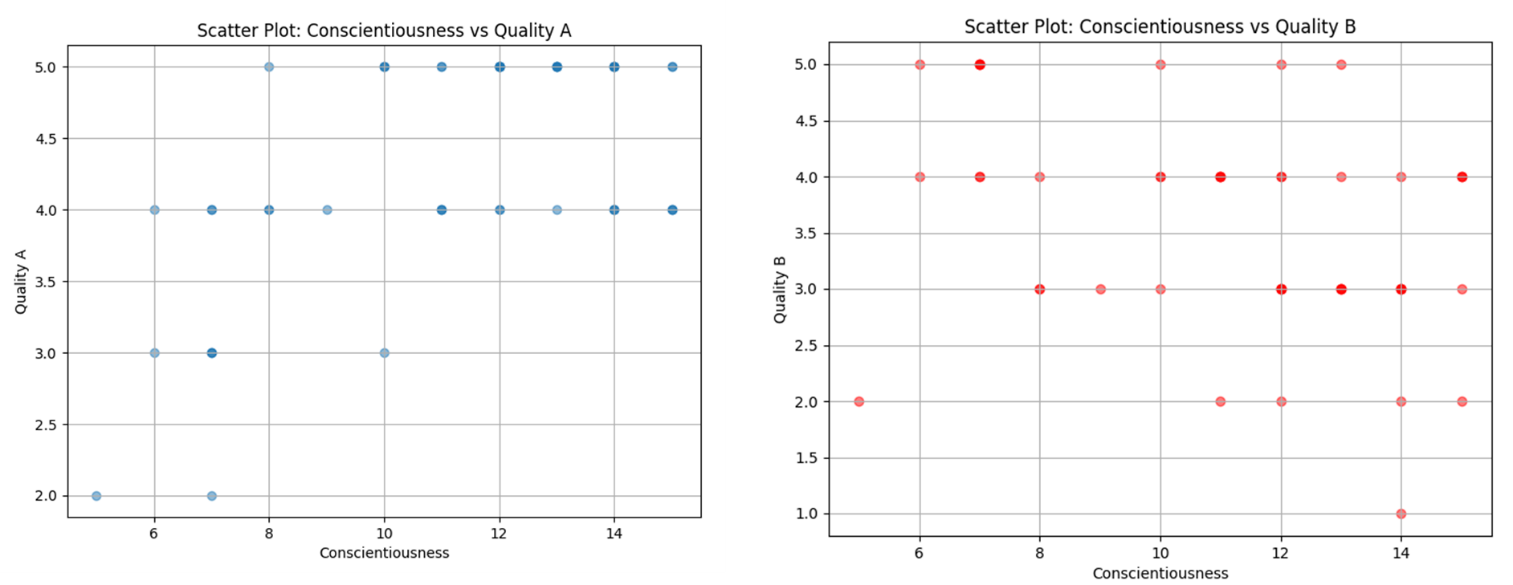 Scatter Plot: Conscientiousness vs Quality A
5.0
4.5
4.0
3.5
3.0
2.5
2.0
Quality A
6 8 10 12 14
Conscientiousness
Scatter Plot: Conscientiousness vs Quality B
5.0
4.5
4.0
3.5
3.0
2.5
2.0
1.5
1.0
Quality B
6 8 10 12 14
Conscientiousness